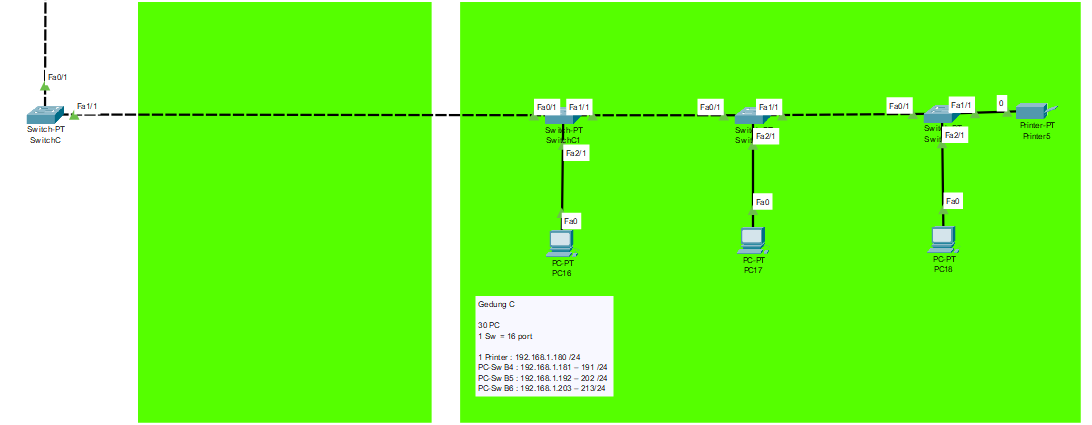 Fa0/1
Fa1/1
Switch-PT
SwitchC
Fa0/1
Fa1/1
Switch-PT
SwitchC1
Fa2/1
Fa0
PC-PT
PC16
Fa0/1
Fa1/1
Fa2/1
Fa0
PC-PT
PC17
Fa0/1
Fa1/1
Fa2/1
Fa0
PC-PT
PC18
0
Printer-PT
Printer5
Gedung C
30 PC
1 Sw = 16 port
1 Printer : 192.168.1.180 /24
PC-Sw B4 : 192.168.1.181 – 191 /24
PC-Sw B5 : 192.168.1.192 – 202 /24
PC-Sw B6 : 192.168.1.203 – 213/24